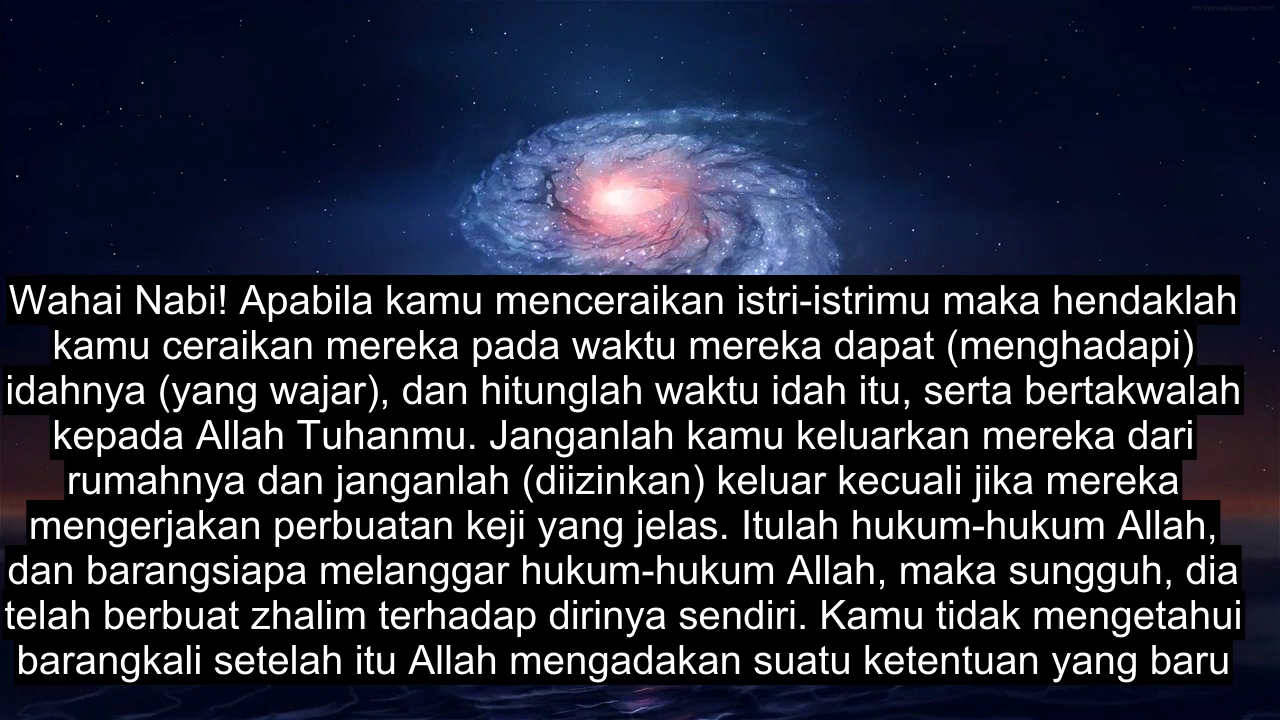 mylivewallpapers.com
Wahai Nabi! Apabila kamu menceraikan istri-istrimu maka hendaklah
kamu ceraikan mereka pada waktu mereka dapat (menghadapi)
idahnya (yang wajar), dan hitunglah waktu idah itu, serta bertakwalah
kepada Allah Tuhanmu. Janganlah kamu keluarkan mereka dari
rumahnya dan janganlah (diizinkan) keluar kecuali jika mereka
mengerjakan perbuatan keji yang jelas. Itulah hukum-hukum Allah,
dan barangsiapa melanggar hukum-hukum Allah, maka sungguh, dia
telah berbuat zhalim terhadap dirinya sendiri. Kamu tidak mengetahui
barangkali setelah itu Allah mengadakan suatu ketentuan yang baru